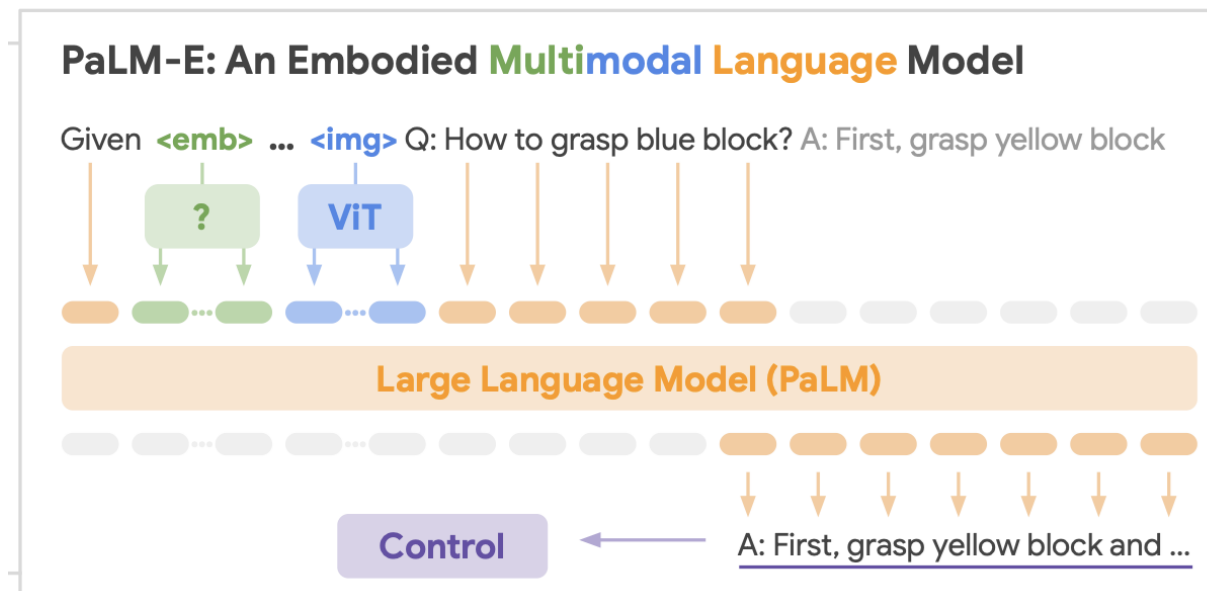 PaLM-E: An Embodied Multimodal Language Model
Given <emb> ... <img> Q: How to grasp blue block? A: First, grasp yellow block
?
ViT
Large Language Model (PaLM)
Control
A: First, grasp yellow block and ...